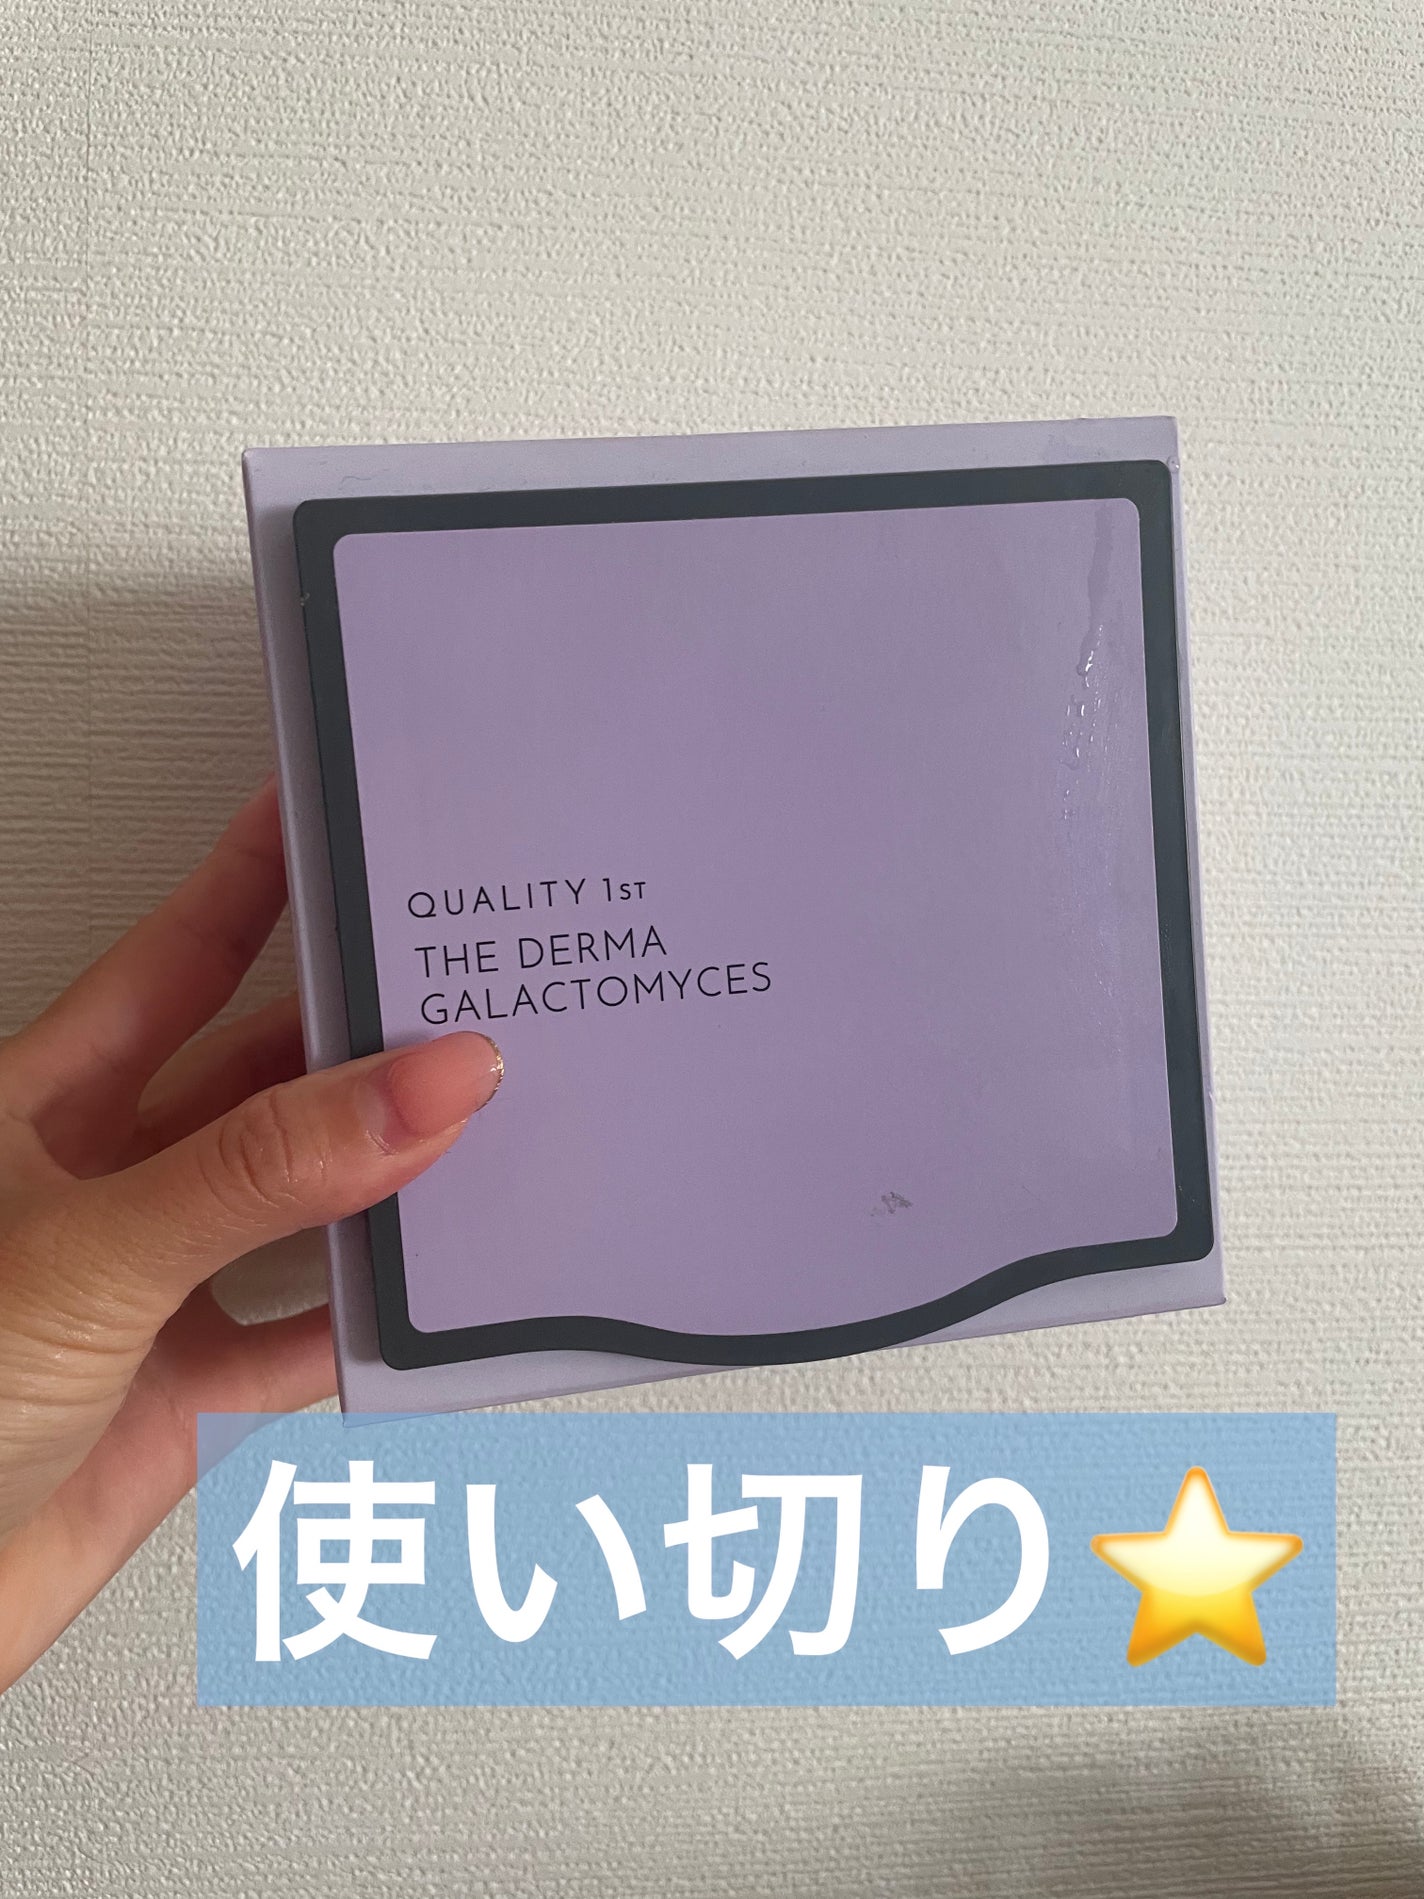 QUALITY 1ST
THE DERMA
GALACTOMYCES
使い切り⭐